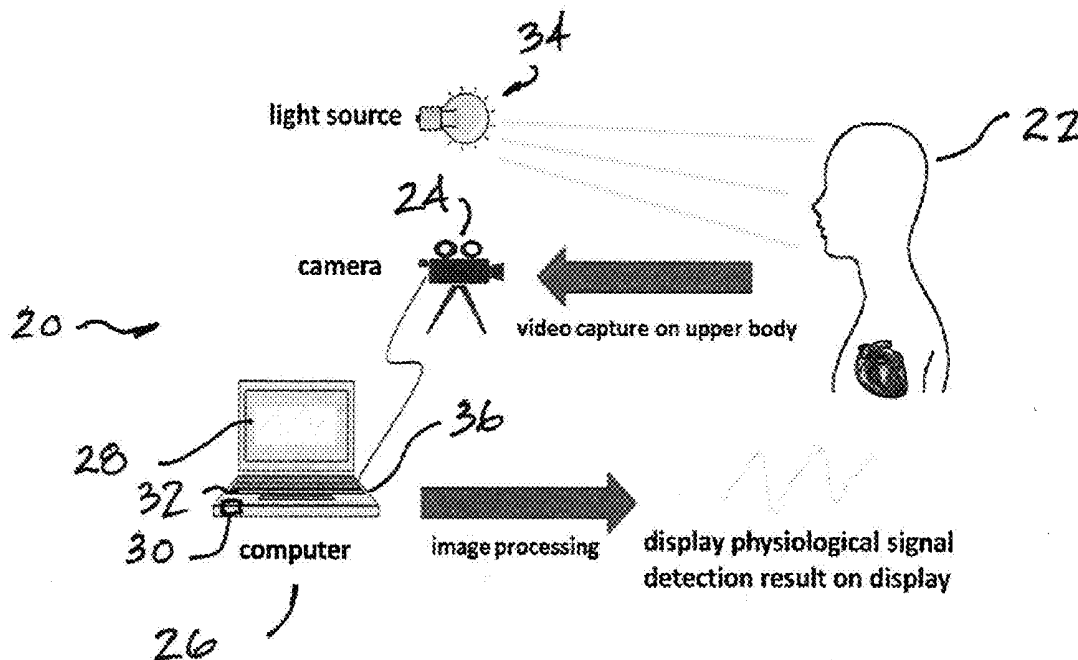 34
light source
22
24
camera
20
video capture on upper body
28
36
32
30
computer
image processing
display physiological signal
detection result on display
26